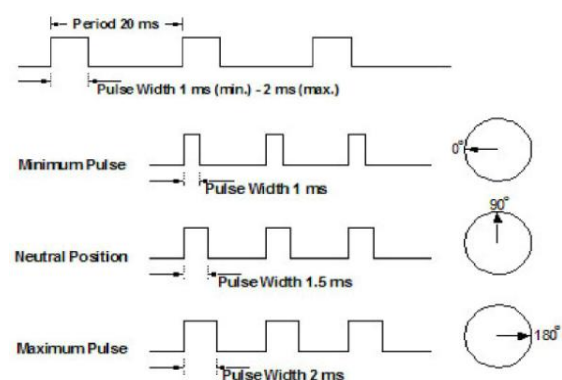 Period 20 ms
Pulse Width 1 ms (min.) - 2 ms (max.)
Minimum Pulse
0°
Pulse Width 1 ms
90°
Neutral Position
Pulse Width 1.5 ms
Maximum Pulse
180°
Pulse Width 2 ms